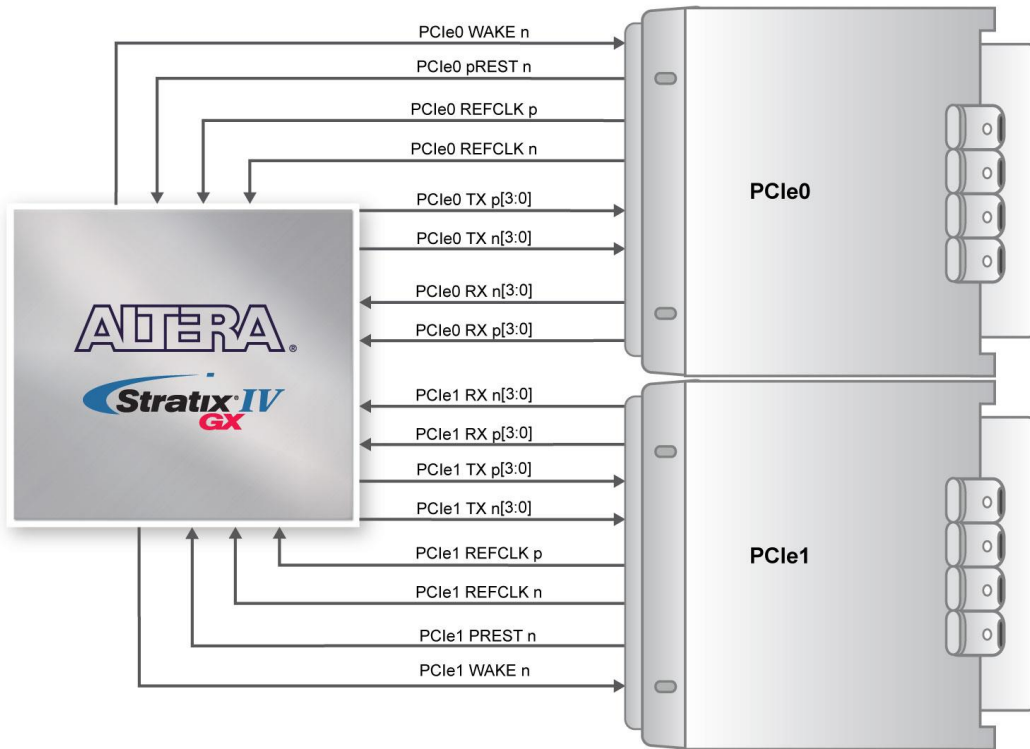 PCIe0 WAKE n
PCIe0 pREST n
PCIe0 REFCLK p
PCIe0 REFCLK n
PCIe0 TX p[3:0]
PCIe0 TX n[3:0]
PCIe0 RX n[3:0]
PCIe0 RX p[3:0]
PCIe0
ALTERA®
Stratix® IV
GX
PCIe1 RX n[3:0]
PCIe1 RX p[3:0]
PCIe1 TX p[3:0]
PCIe1 TX n[3:0]
PCIe1 REFCLK p
PCIe1 REFCLK n
PCIe1 PREST n
PCIe1 WAKE n
PCIe1